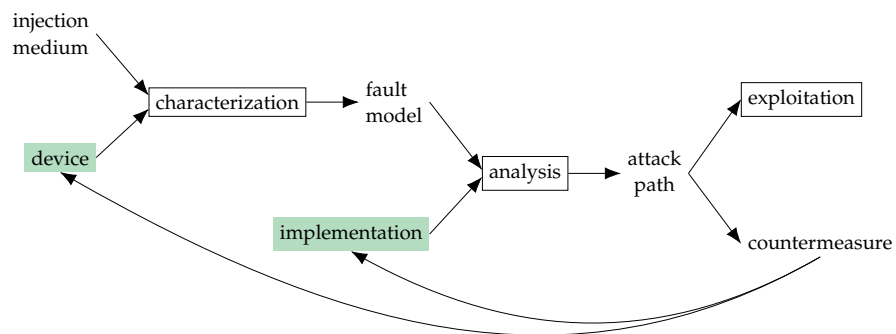 injection
medium
characterization
fault
model
device
exploitation
analysis
attack
path
implementation
countermeasure